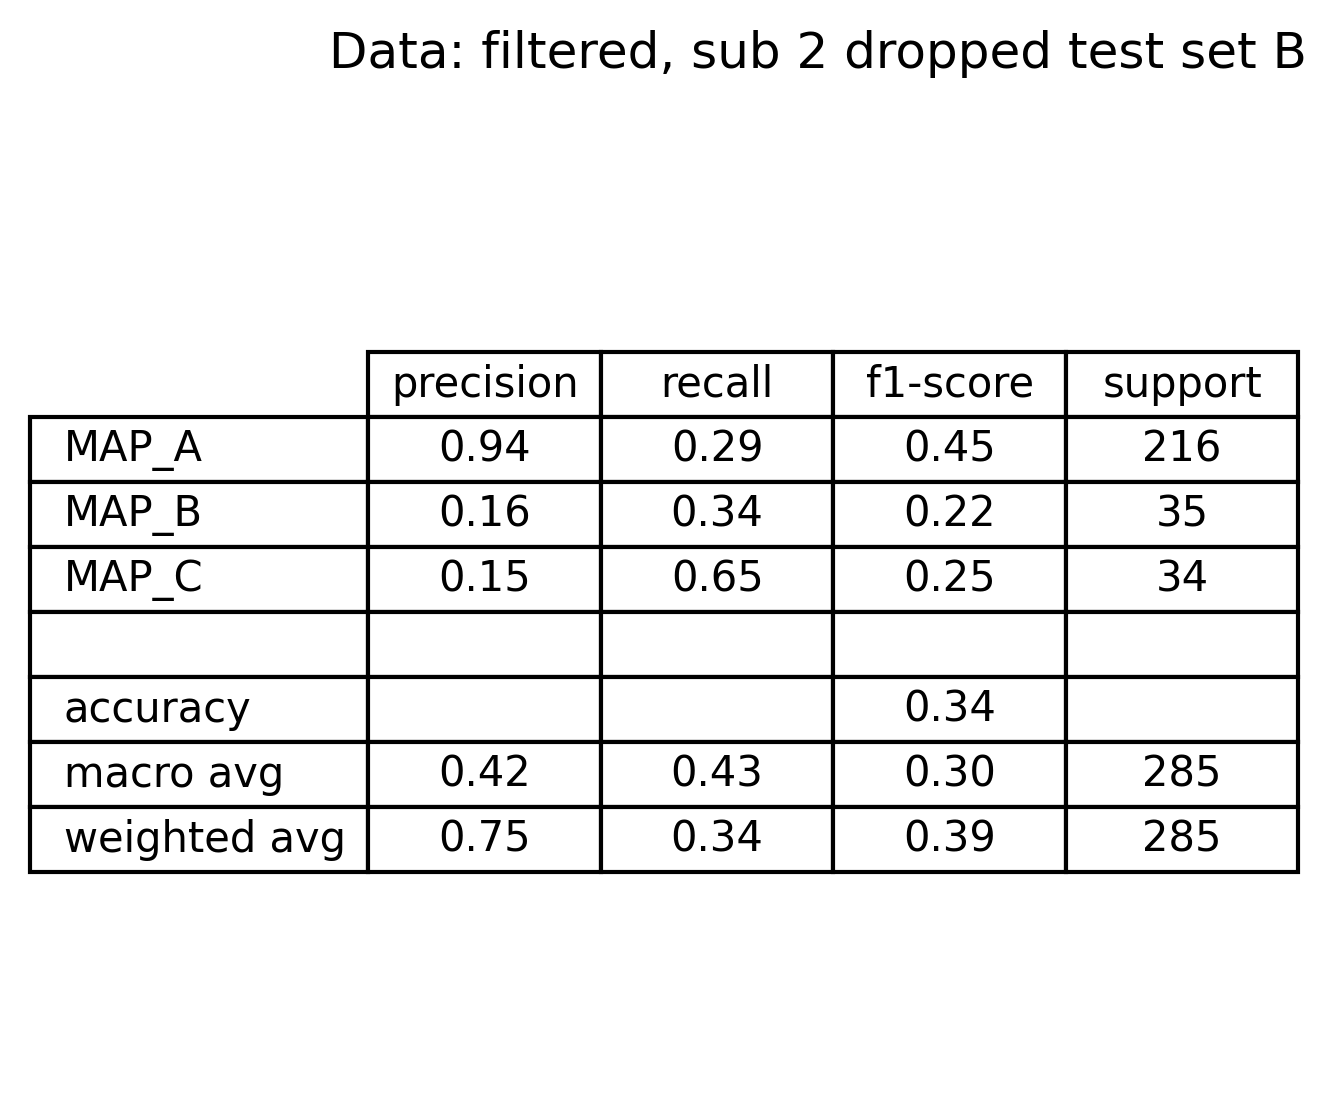 Data: filtered, sub 2 dropped test set B
precision recall f1-score support
MAP_A 0.94 0.29 0.45 216
MAP_B 0.16 0.34 0.22 35
MAP_C 0.15 0.65 0.25 34
accuracy 0.34
macro avg 0.42 0.43 0.30 285
weighted avg 0.75 0.34 0.39 285